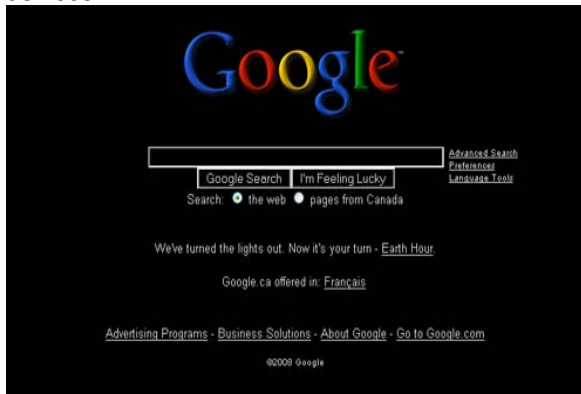 Google™
Advanced Search
Preferences
Language Tools
Google Search I'm Feeling Lucky
Search: the web pages from Canada
We've turned the lights out. Now it's your turn - Earth Hour.
Google.ca offered in: Français
Advertising Programs - Business Solutions - About Google - Go to Google.com
©2008 Google